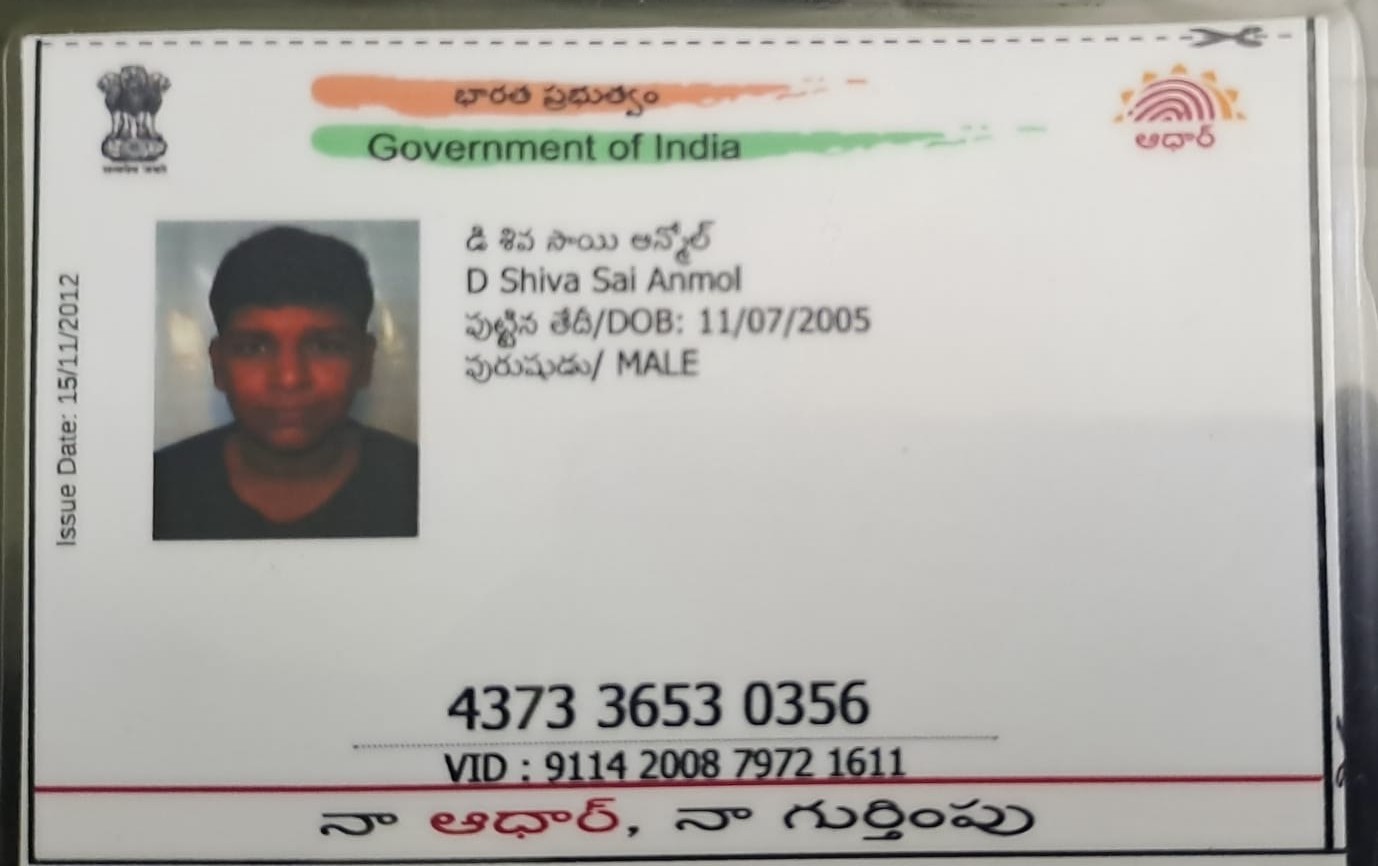 భారత ప్రభుత్వం
Government of India
ఆధార్
Issue Date: 15/11/2012
డి శివ సాయి అన్మోల్
D Shiva Sai Anmol
పుట్టిన తేదీ/DOB: 11/07/2005
పురుషుడు/ MALE
4373 3653 0356
VID : 9114 2008 7972 1611
నా ఆధార్, నా గుర్తింపు